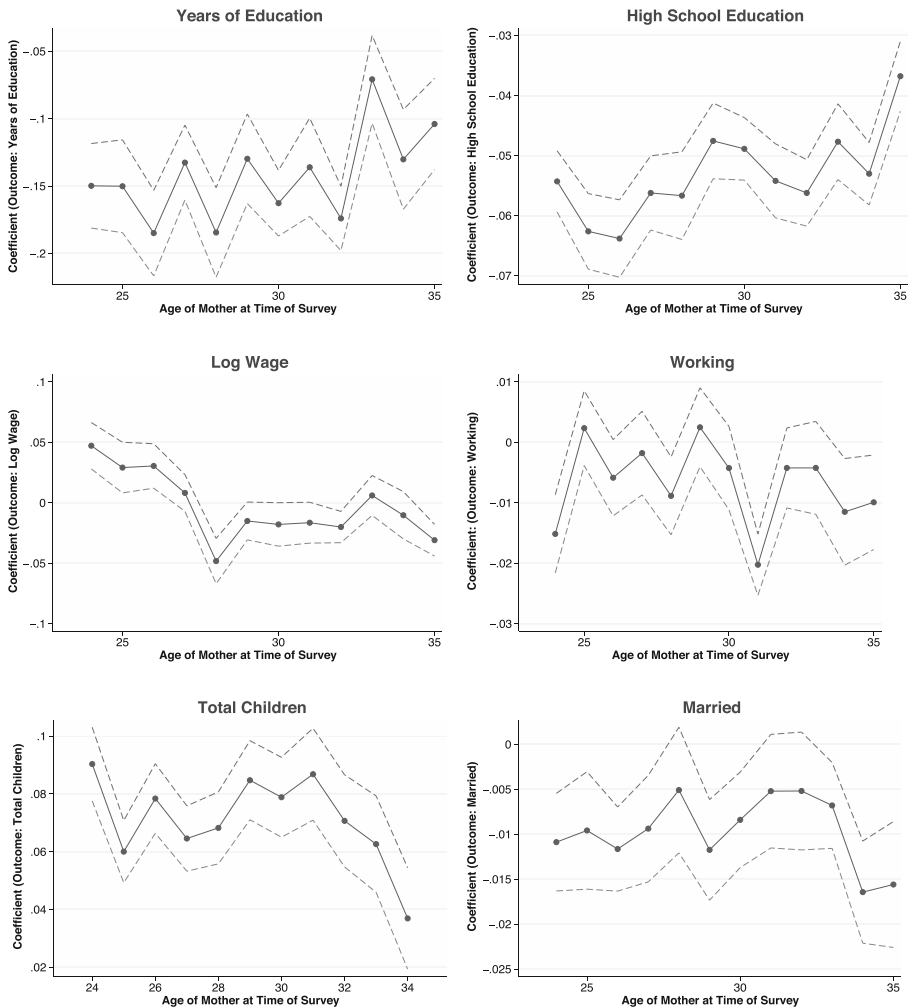 Years of Education
Coefficient (Outcome: Years of Education)
−.05
−.1
−.15
−.2
25
30
35
Age of Mother at Time of Survey
High School Education
Coefficient (Outcome: High School Education)
−.03
−.04
−.05
−.06
−.07
25
30
35
Age of Mother at Time of Survey
Log Wage
Coefficient (Outcome: Log Wage)
.1
.05
0
−.05
−.1
25
30
35
Age of Mother at Time of Survey
Working
Coefficient: (Outcome: Working)
.01
0
−.01
−.02
−.03
25
30
35
Age of Mother at Time of Survey
Total Children
Coefficient (Outcome: Total Children)
.1
.08
.06
.04
.02
24
26
28
30
32
34
Age of Mother at Time of Survey
Married
Coefficient (Outcome: Married)
0
−.005
−.01
−.015
−.02
−.025
25
30
35
Age of Mother at Time of Survey